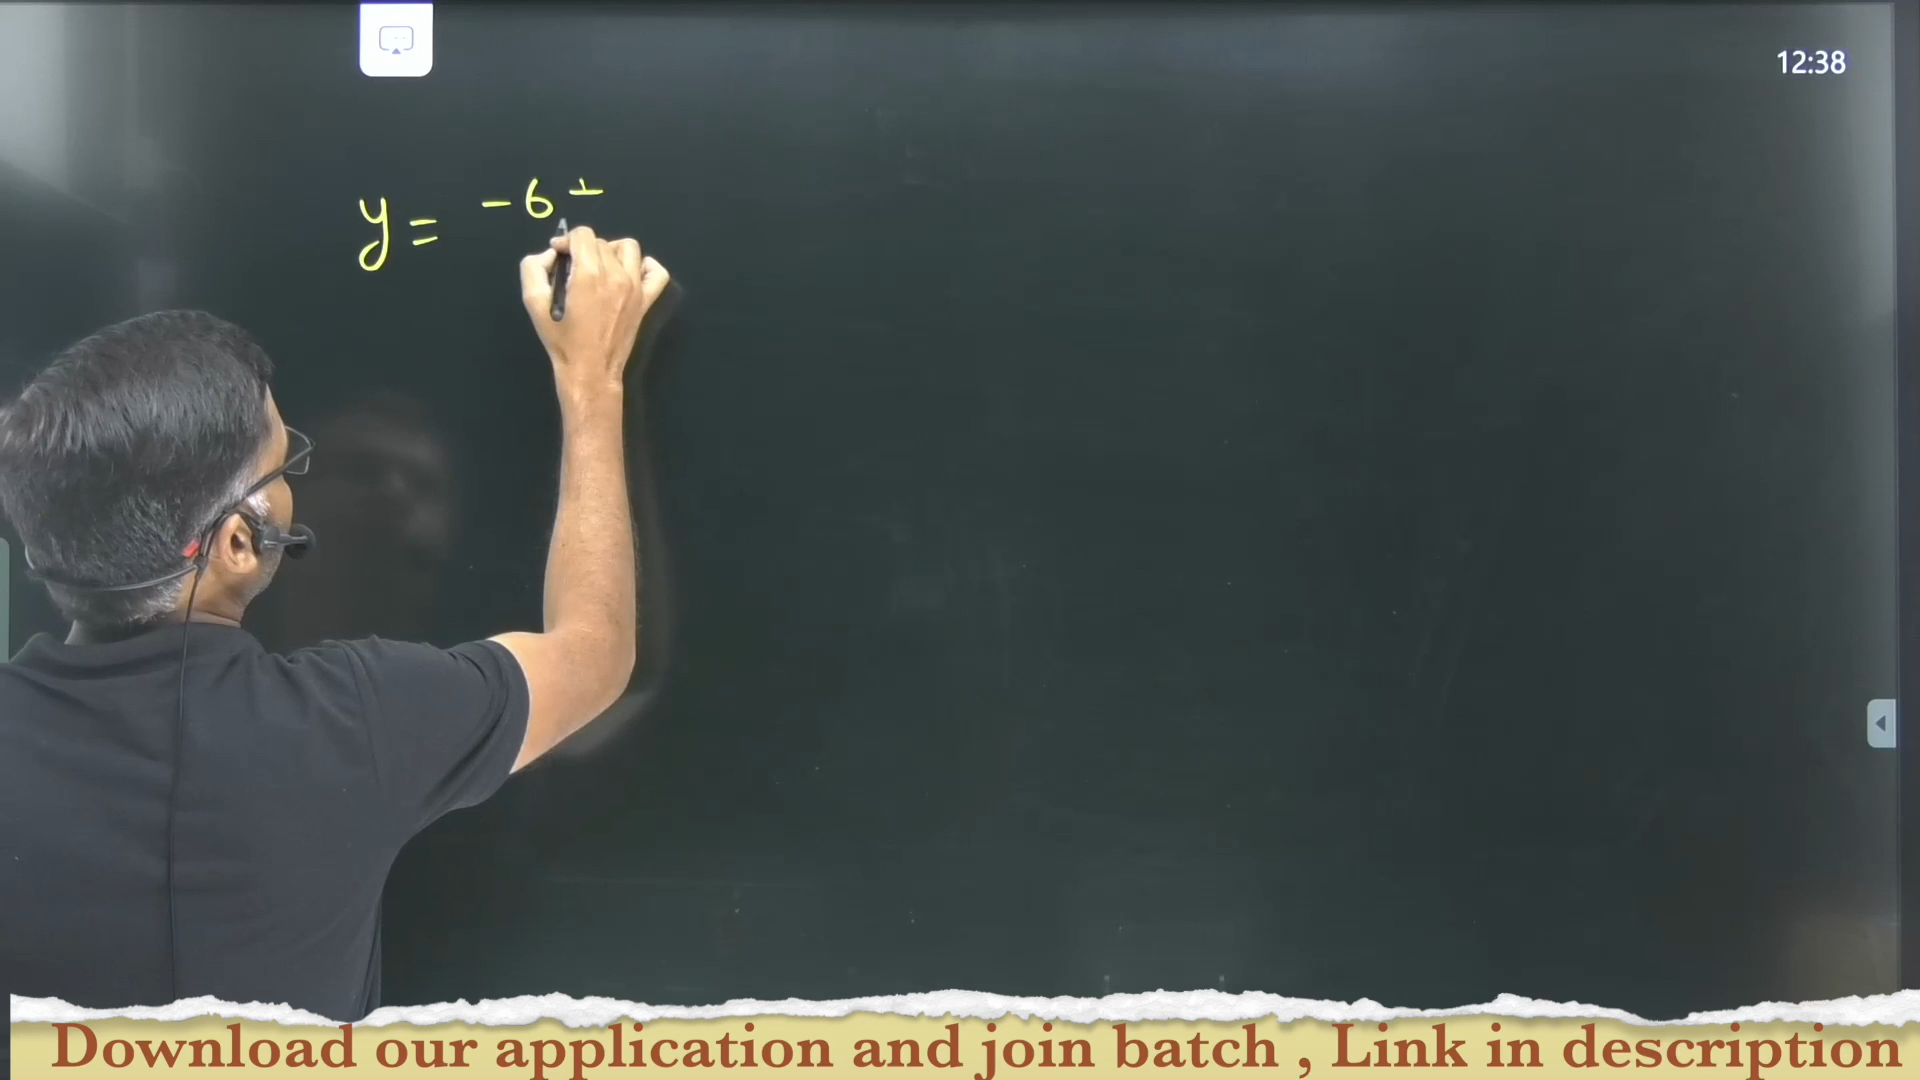 12:38
y = -6 ±
Download our application and join batch , Link in description